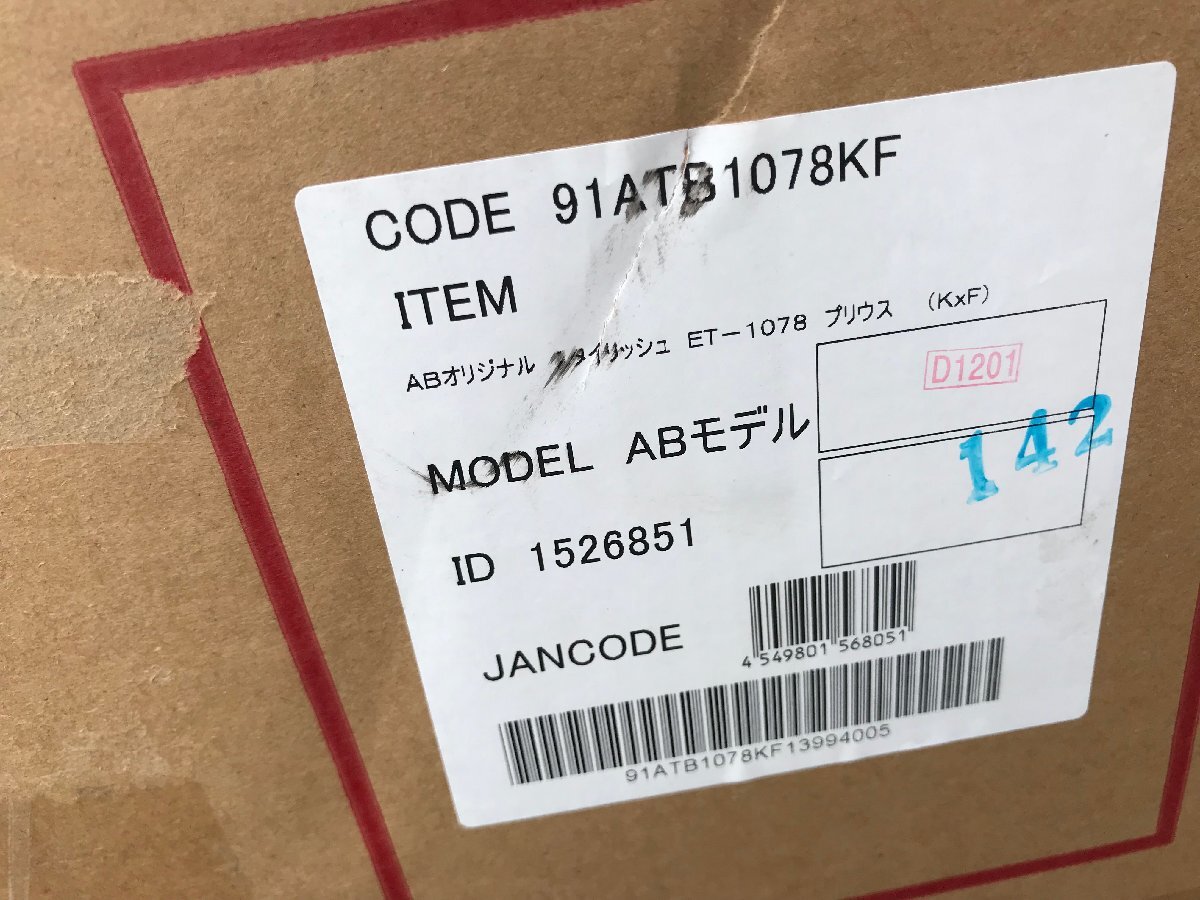 CODE 91ATB1078KF
ITEM
ABオリジナル スタイリッシュ ET-1078 プリウス (KxF)
D1201
MODEL ABモデル
142
ID 1526851
JANCODE
4 549801 568051
91ATB1078KF13994005